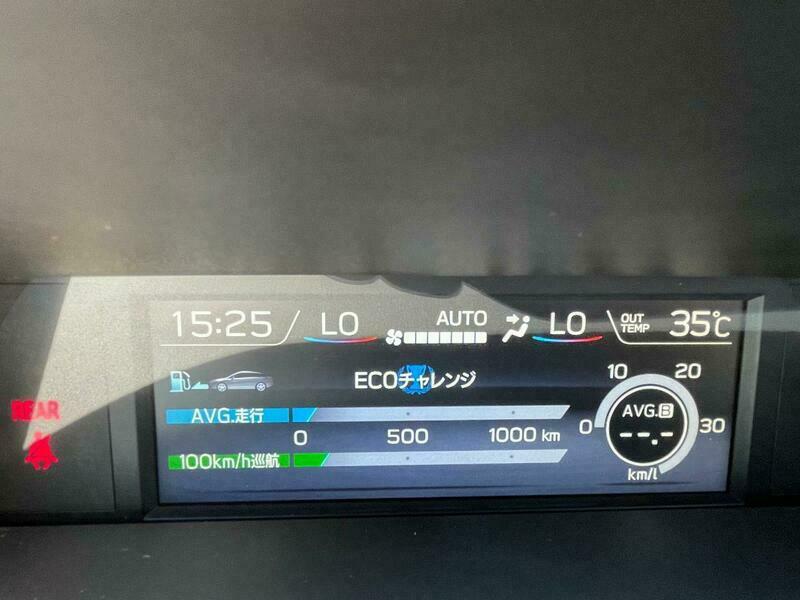 15:25 LO AUTO LO OUT TEMP 35℃
ECOチャレンジ
AVG.走行
0 500 1000 km
100km/h巡航
0 10 20 30
AVG.B
--.-
km/l
REAR